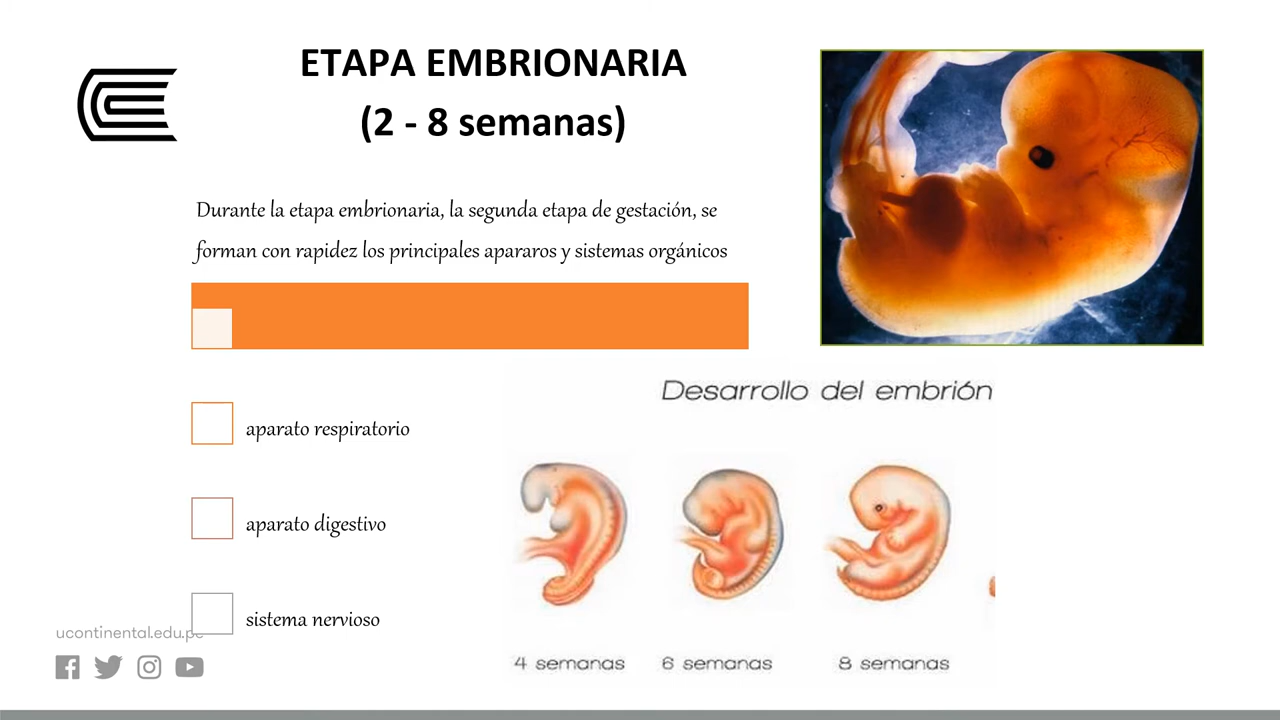 ETAPA EMBRIONARIA
(2 - 8 semanas)
Durante la etapa embrionaria, la segunda etapa de gestación, se
forman con rapidez los principales apararos y sistemas orgánicos
Desarrollo del embrión
aparato respiratorio
aparato digestivo
sistema nervioso
4 semanas 6 semanas 8 semanas
ucontinental.edu.pe